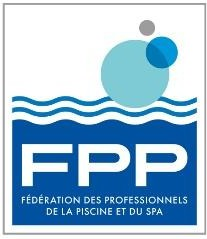 FPP
FÉDÉRATION DES PROFESSIONNELS
DE LA PISCINE ET DU SPA